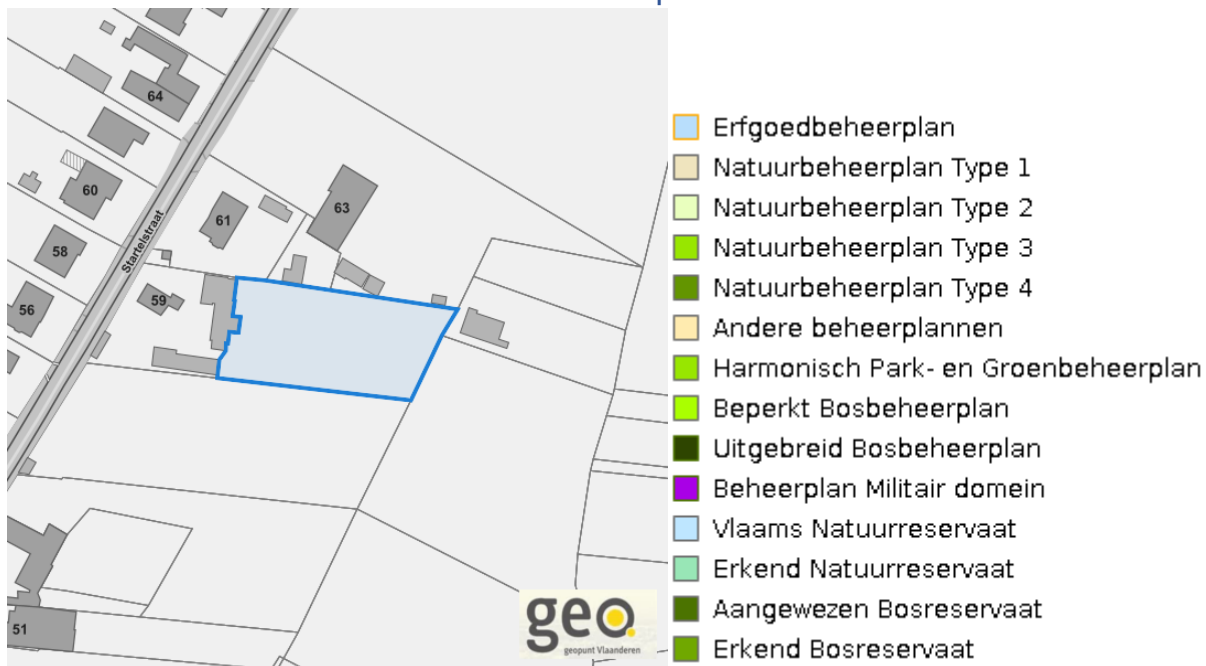 64
60
61
63
58
Startelstraat
59
56
51
geo.
geopunt Vlaanderen
Erfgoedbeheerplan
Natuurbeheerplan Type 1
Natuurbeheerplan Type 2
Natuurbeheerplan Type 3
Natuurbeheerplan Type 4
Andere beheerplannen
Harmonisch Park- en Groenbeheerplan
Beperkt Bosbeheerplan
Uitgebreid Bosbeheerplan
Beheerplan Militair domein
Vlaams Natuurreservaat
Erkend Natuurreservaat
Aangewezen Bosreservaat
Erkend Bosreservaat